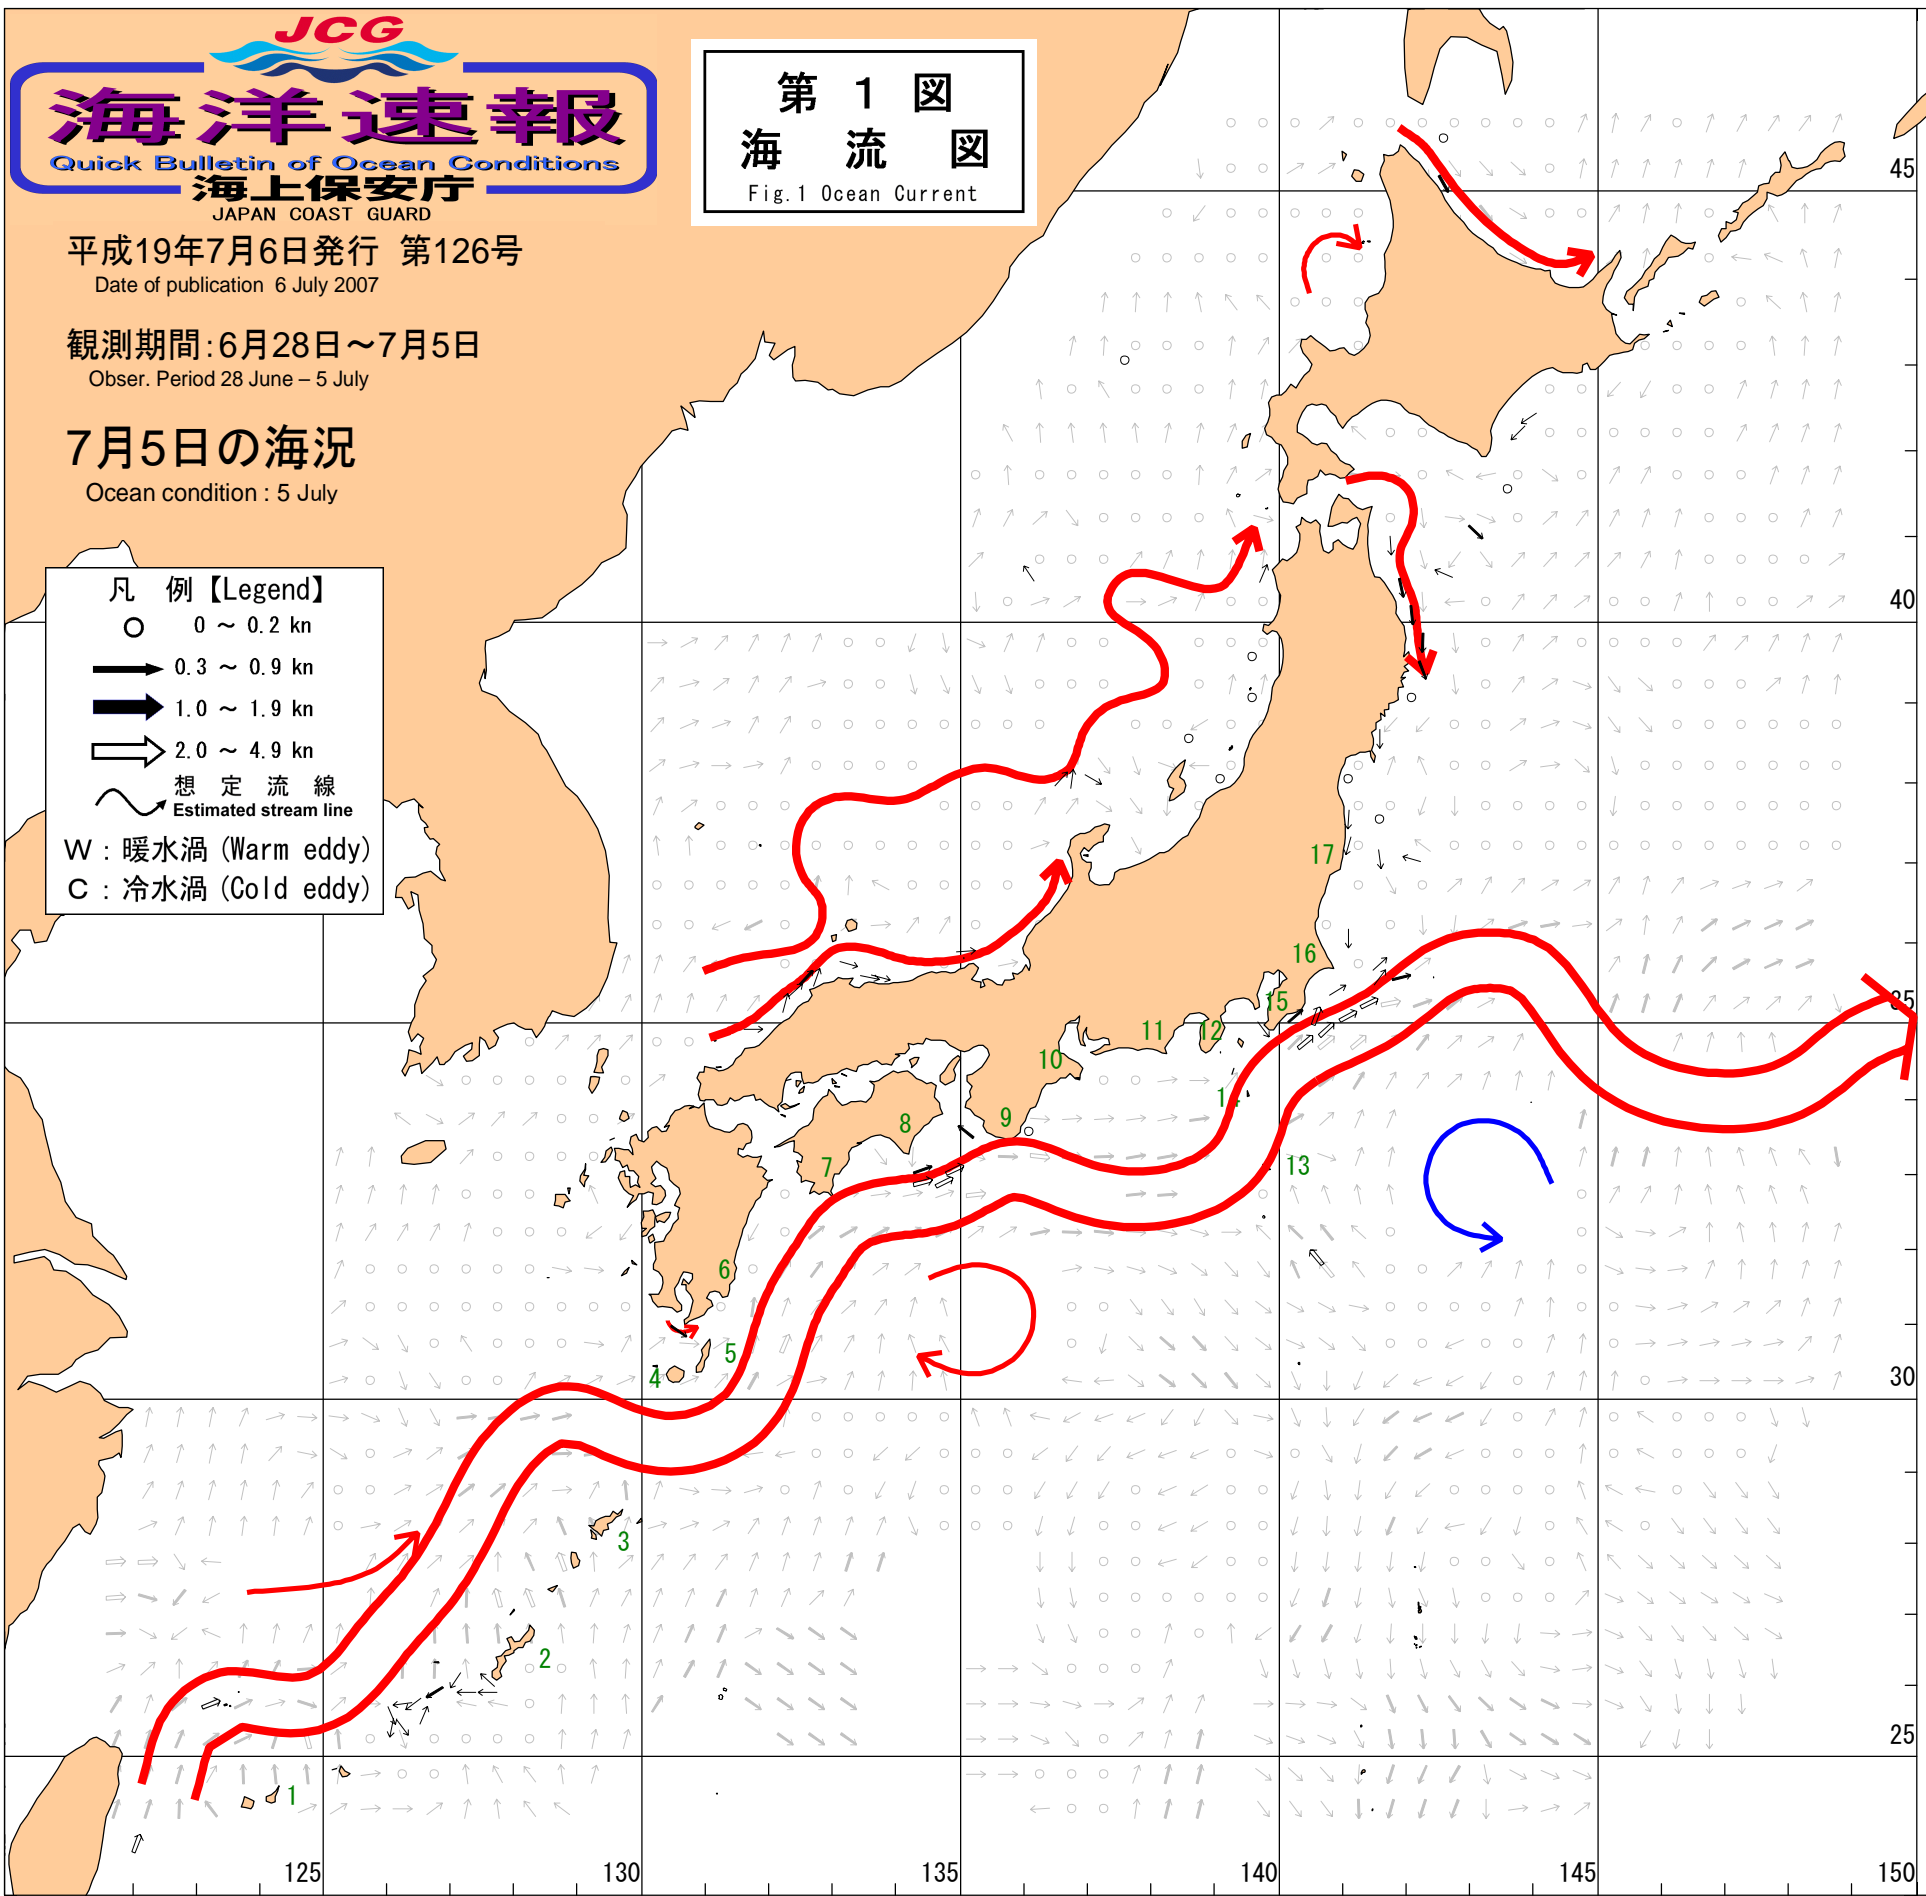 JCG
海洋速報
Quick Bulletin of Ocean Conditions
海上保安庁
JAPAN COAST GUARD
平成19年7月6日発行 第126号
Date of publication 6 July 2007
観測期間:6月28日~7月5日
Obser. Period 28 June – 5 July
7月5日の海況
Ocean condition : 5 July
第 1 図
海 流 図
Fig.1 Ocean Current
凡 例【Legend】
0 ~ 0.2 kn
0.3 ~ 0.9 kn
1.0 ~ 1.9 kn
2.0 ~ 4.9 kn
想 定 流 線
Estimated stream line
W : 暖水渦 (Warm eddy)
C : 冷水渦 (Cold eddy)
45
40
35
30
25
125
130
135
140
145
150
17
16
15
12
11
10
14
9
8
7
13
6
5
4
3
2
1